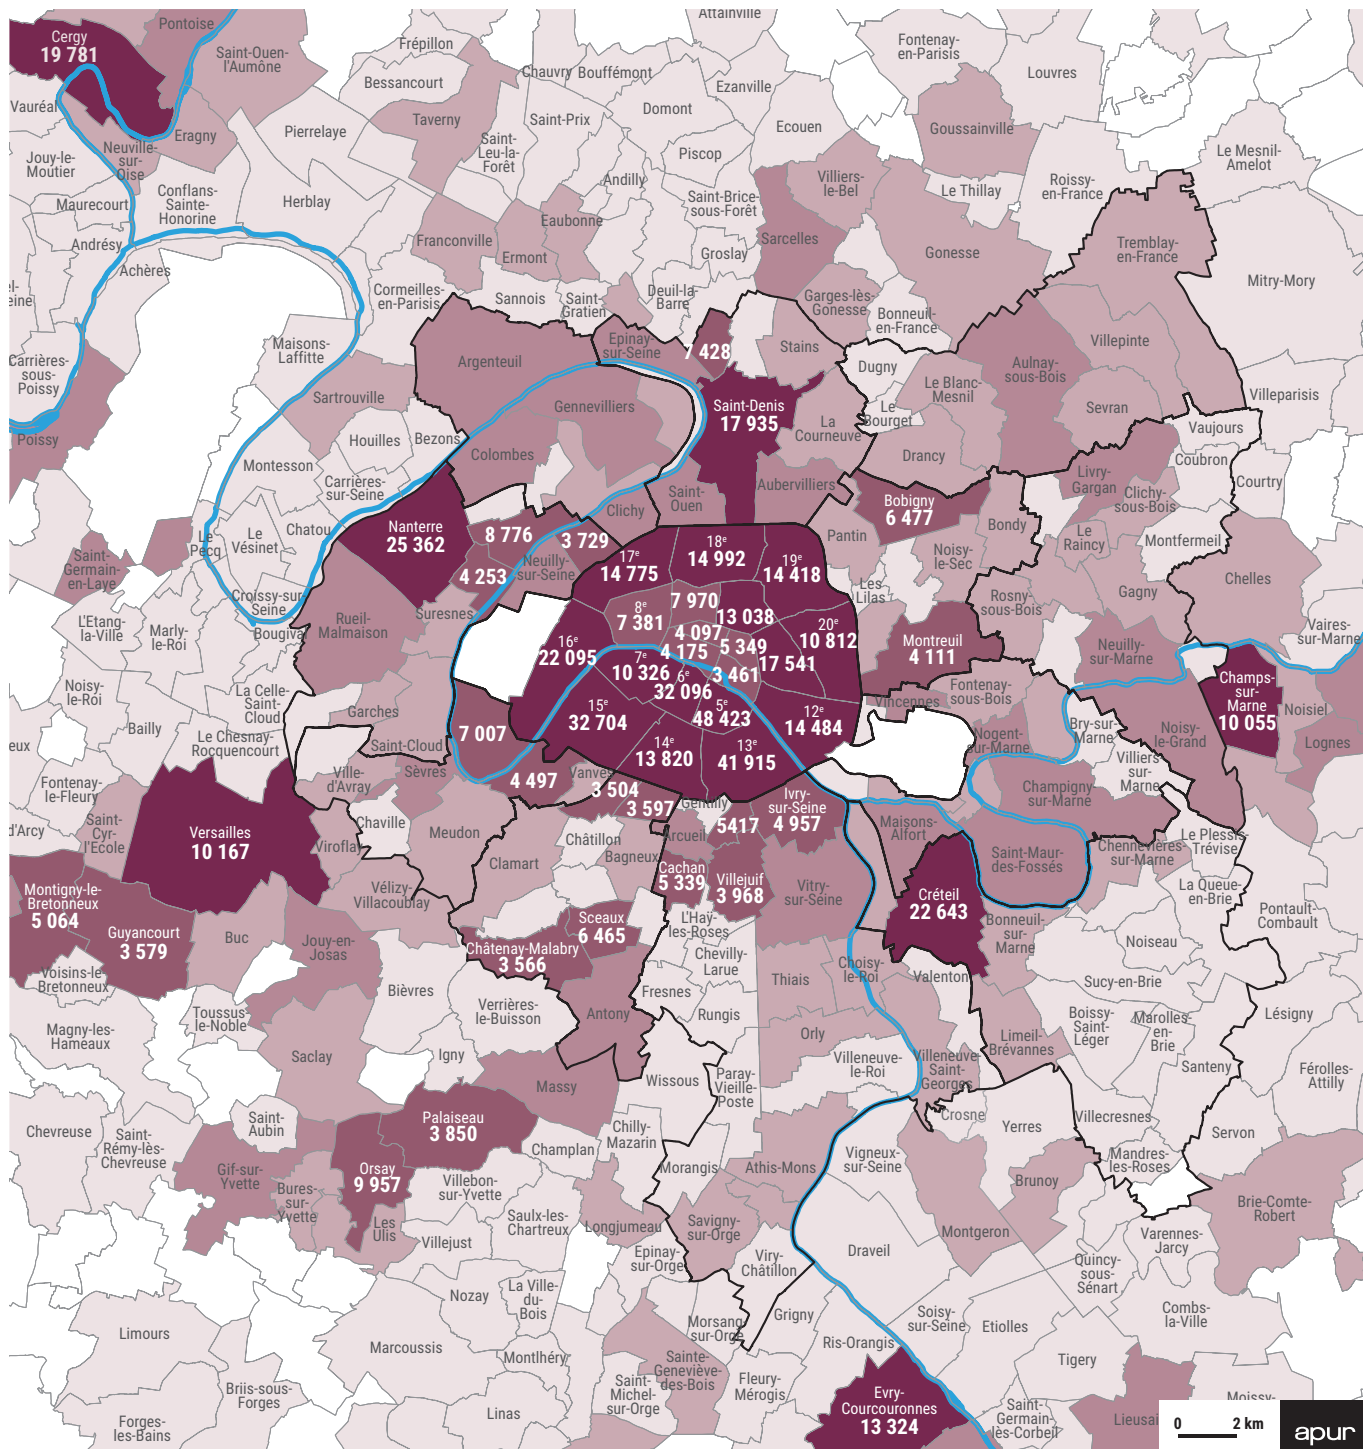 Cergy
19 781
Pontoise
Saint-Ouen-
l'Aumône
Frépillon
Bessancourt
Attainville
Chauvry
Bouffémont
Ezanville
Domont
Fontenay-
en-Parisis
Louvres
Vauréal
Eragny
Pierrelaye
Taverny
Saint-Prix
Saint-
Leu-la-
Forêt
Ecouen
Goussainville
Piscop
Neuville-
sur-
Oise
Jouy-le-
Moutier
Maurecourt
Conflans-
Sainte-
Honorine
Herblay
Andilly
Saint-Brice-
sous-Forêt
Villiers-
le-Bel
Le Thillay
Roissy-
en-France
Le Mesnil-
Amelot
Andrésy
Achères
Franconville
Ermont
Eaubonne
Groslay
Sarcelles
Gonesse
Tremblay-
en-France
Mitry-Mory
Cormeilles-
en-Parisis
Sannois
Saint-
Gratien
Deuil-la-
Barre
Garges-lès-
Gonesse
Bonneuil-
en-France
Carrières-
sous-
Poissy
Maisons-
Laffitte
Argenteuil
Epinay-
sur-Seine
7 428
Stains
Dugny
Villepinte
Aulnay-
sous-Bois
Le Blanc-
Mesnil
Sevran
Villeparisis
Sartrouville
Gennevilliers
Saint-Denis
17 935
La
Courneuve
Le
Bourget
Vaujours
Poissy
Houilles
Bezons
Colombes
Drancy
Coubron
Montesson
Carrières-
sur-Seine
Saint-
Ouen
Aubervilliers
Livry-
Gargan
Clichy-
sous-Bois
Courtry
Bobigny
6 477
Bondy
Nanterre
25 362
8 776
3 729
Clichy
Pantin
Noisy-
le-Sec
Le
Raincy
Montfermeil
Chatou
Le
Vésinet
Le
Pecq
Saint-
Germain-
en-Laye
4 253
Neuilly-
sur-Seine
17e
14 775
18e
14 992
19e
14 418
Les
Lilas
Rosny-
sous-Bois
Gagny
Chelles
Croissy-sur-
Seine
Bougival
Rueil-
Malmaison
Suresnes
8e
7 381
7 970
13 038
20e
10 812
Montreuil
4 111
Neuilly-
sur-Marne
Vaires-
sur-Marne
L'Etang-
la-Ville
Marly-
le-Roi
16e
22 095
7e
10 326
4 097
4 175
5 349
3 461
17 541
6e
32 096
Noisy-
le-Roi
La Celle-
Saint-
Cloud
Bailly
Le Chesnay-
Rocquencourt
Garches
Saint-Cloud
7 007
15e
32 704
14e
13 820
5e
48 423
13e
41 915
12e
14 484
Vincennes
Fontenay-
sous-Bois
Nogent-
sur-Marne
Bry-sur-
Marne
Noisy-
le-Grand
Champs-
sur-
Marne
10 055
Noisiel
Lognes
Fontenay-
le-Fleury
Ville-
d'Avray
Sèvres
4 497
Vanves
3 504
3 597
Gentilly
Ivry-
sur-Seine
4 957
Champigny-
sur-Marne
Villiers
sur-
Marne
d'Arcy
Saint-
Cyr-
l'Ecole
Versailles
10 167
Viroflay
Chaville
Meudon
Clamart
Châtillon
Bagneux
Arcueil
5417
Maisons-
Alfort
Saint-Maur-
des-Fossés
Chennevières-
sur-Marne
Le Plessis-
Trévise
Montigny-le-
Bretonneux
5 064
Guyancourt
3 579
Vélizy-
Villacoublay
Cachan
5 339
Villejuif
3 968
Vitry-
sur-Seine
Créteil
22 643
La Queue-
en-Brie
Pontault-
Combault
Buc
Jouy-en-
Josas
Sceaux
6 465
Châtenay-Malabry
3 566
L'Haÿ-
les-Roses
Bonneuil-
sur-
Marne
Noiseau
Voisins-le-
Bretonneux
Toussus-
le-Noble
Bièvres
Verrières-
le-Buisson
Antony
Fresnes
Chevilly-
Larue
Rungis
Thiais
Choisy-
le-Roi
Valenton
Sucy-en-Brie
Magny-les-
Hameaux
Saclay
Igny
Massy
Wissous
Orly
Villeneuve-
le-Roi
Limeil-
Brévannes
Boissy-
Saint-
Léger
Marolles-
en-
Brie
Lésigny
Santeny
Paray-
Vieille-
Poste
Villeneuve-
Saint-
Georges
Férolles-
Attilly
Chevreuse
Saint-
Rémy-lès-
Chevreuse
Saint-
Aubin
Palaiseau
3 850
Champlan
Chilly-
Mazarin
Crosne
Yerres
Villecresnes
Servon
Gif-sur-
Yvette
Orsay
9 957
Bures-
sur-
Yvette
Les
Ulis
Villebon-
sur-Yvette
Villejust
Saulx-les-
Chartreux
Morangis
Athis-Mons
Vigneux-
sur-Seine
Mandres-
les-Roses
Brunoy
Montgeron
Brie-Comte-
Robert
Longjumeau
Epinay-
sur-Orge
Savigny-
sur-Orge
Viry-
Châtillon
Draveil
Varennes-
Jarcy
Quincy-
sous-
Sénart
Nozay
La Ville-
du-
Bois
Limours
Marcoussis
Montlhéry
Morsang-
sur-Orge
Grigny
Ris-Orangis
Soisy-
sur-Seine
Etiolles
Combs-
la-Ville
Tigery
Briis-sous-
Forges
Forges-
les-Bains
Linas
Saint-
Michel-
sur-Orge
Sainte-
Geneviève-
des-Bois
Fleury-
Mérogis
Evry-
Courcouronnes
13 324
Saint-
Germain-
lès-Corbeil
Lieusai
Moissy-
0 2 km
apur